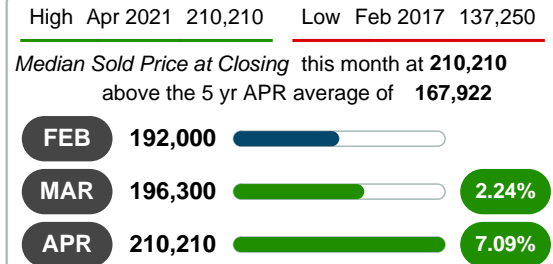 High Apr 2021 210,210 Low Feb 2017 137,250
Median Sold Price at Closing this month at 210,210
above the 5 yr APR average of 167,922
FEB 192,000
MAR 196,300 2.24%
APR 210,210 7.09%